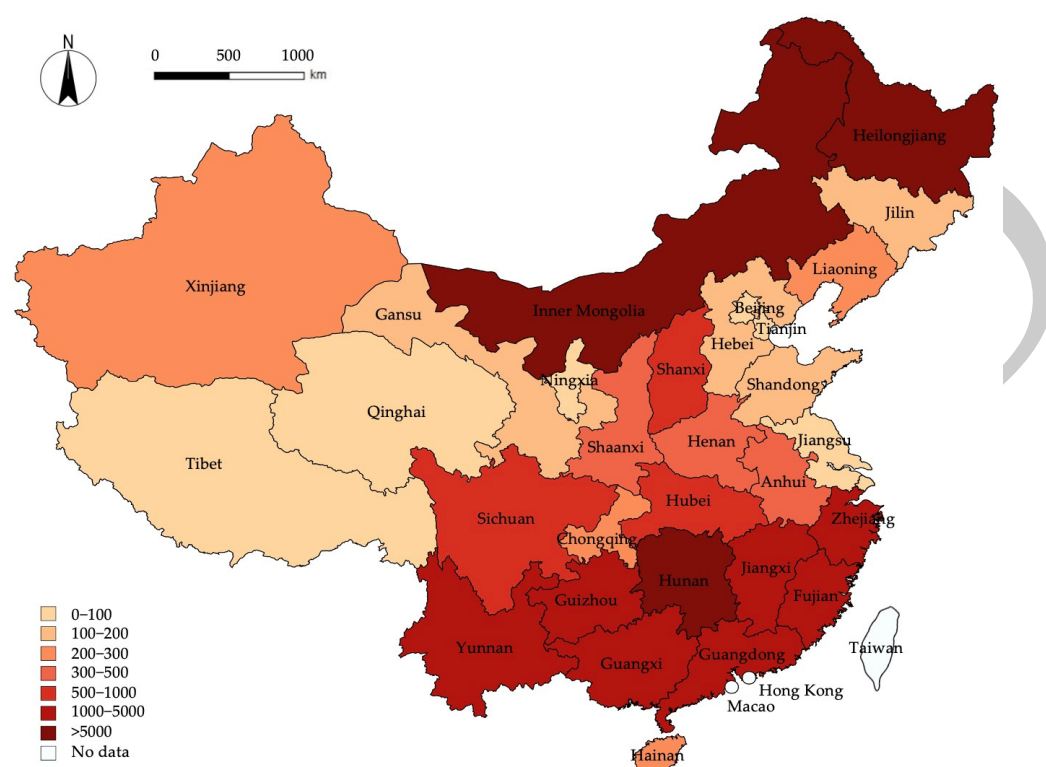 N
0 500 1000
km
Heilongjiang
Jilin
Liaoning
Xinjiang
Gansu
Inner Mongolia
Beijing
Tianjin
Hebei
Shanxi
Ningxia
Shandong
Qinghai
Jiangsu
Shaanxi
Henan
Tibet
Anhui
Hubei
Sichuan
Zhejiang
Chongqing
Jiangxi
Hunan
Fujian
Guizhou
Yunnan
Guangxi
Guangdong
Taiwan
Hong Kong
Macao
Hainan
0–100
100–200
200–300
300–500
500–1000
1000–5000
>5000
No data